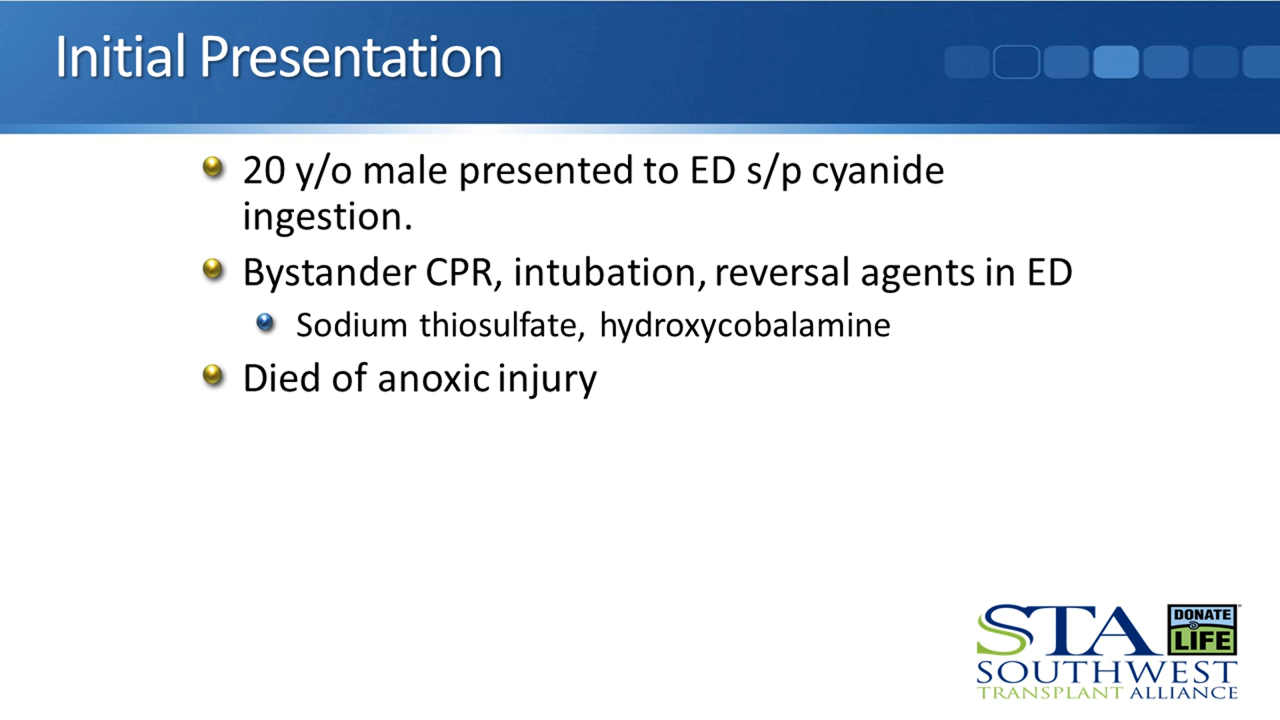 Initial Presentation
20 y/o male presented to ED s/p cyanide
ingestion.
Bystander CPR, intubation, reversal agents in ED
Sodium thiosulfate, hydroxycobalamine
Died of anoxic injury
STA
DONATE
LIFE
SOUTHWEST
TRANSPLANT ALLIANCE